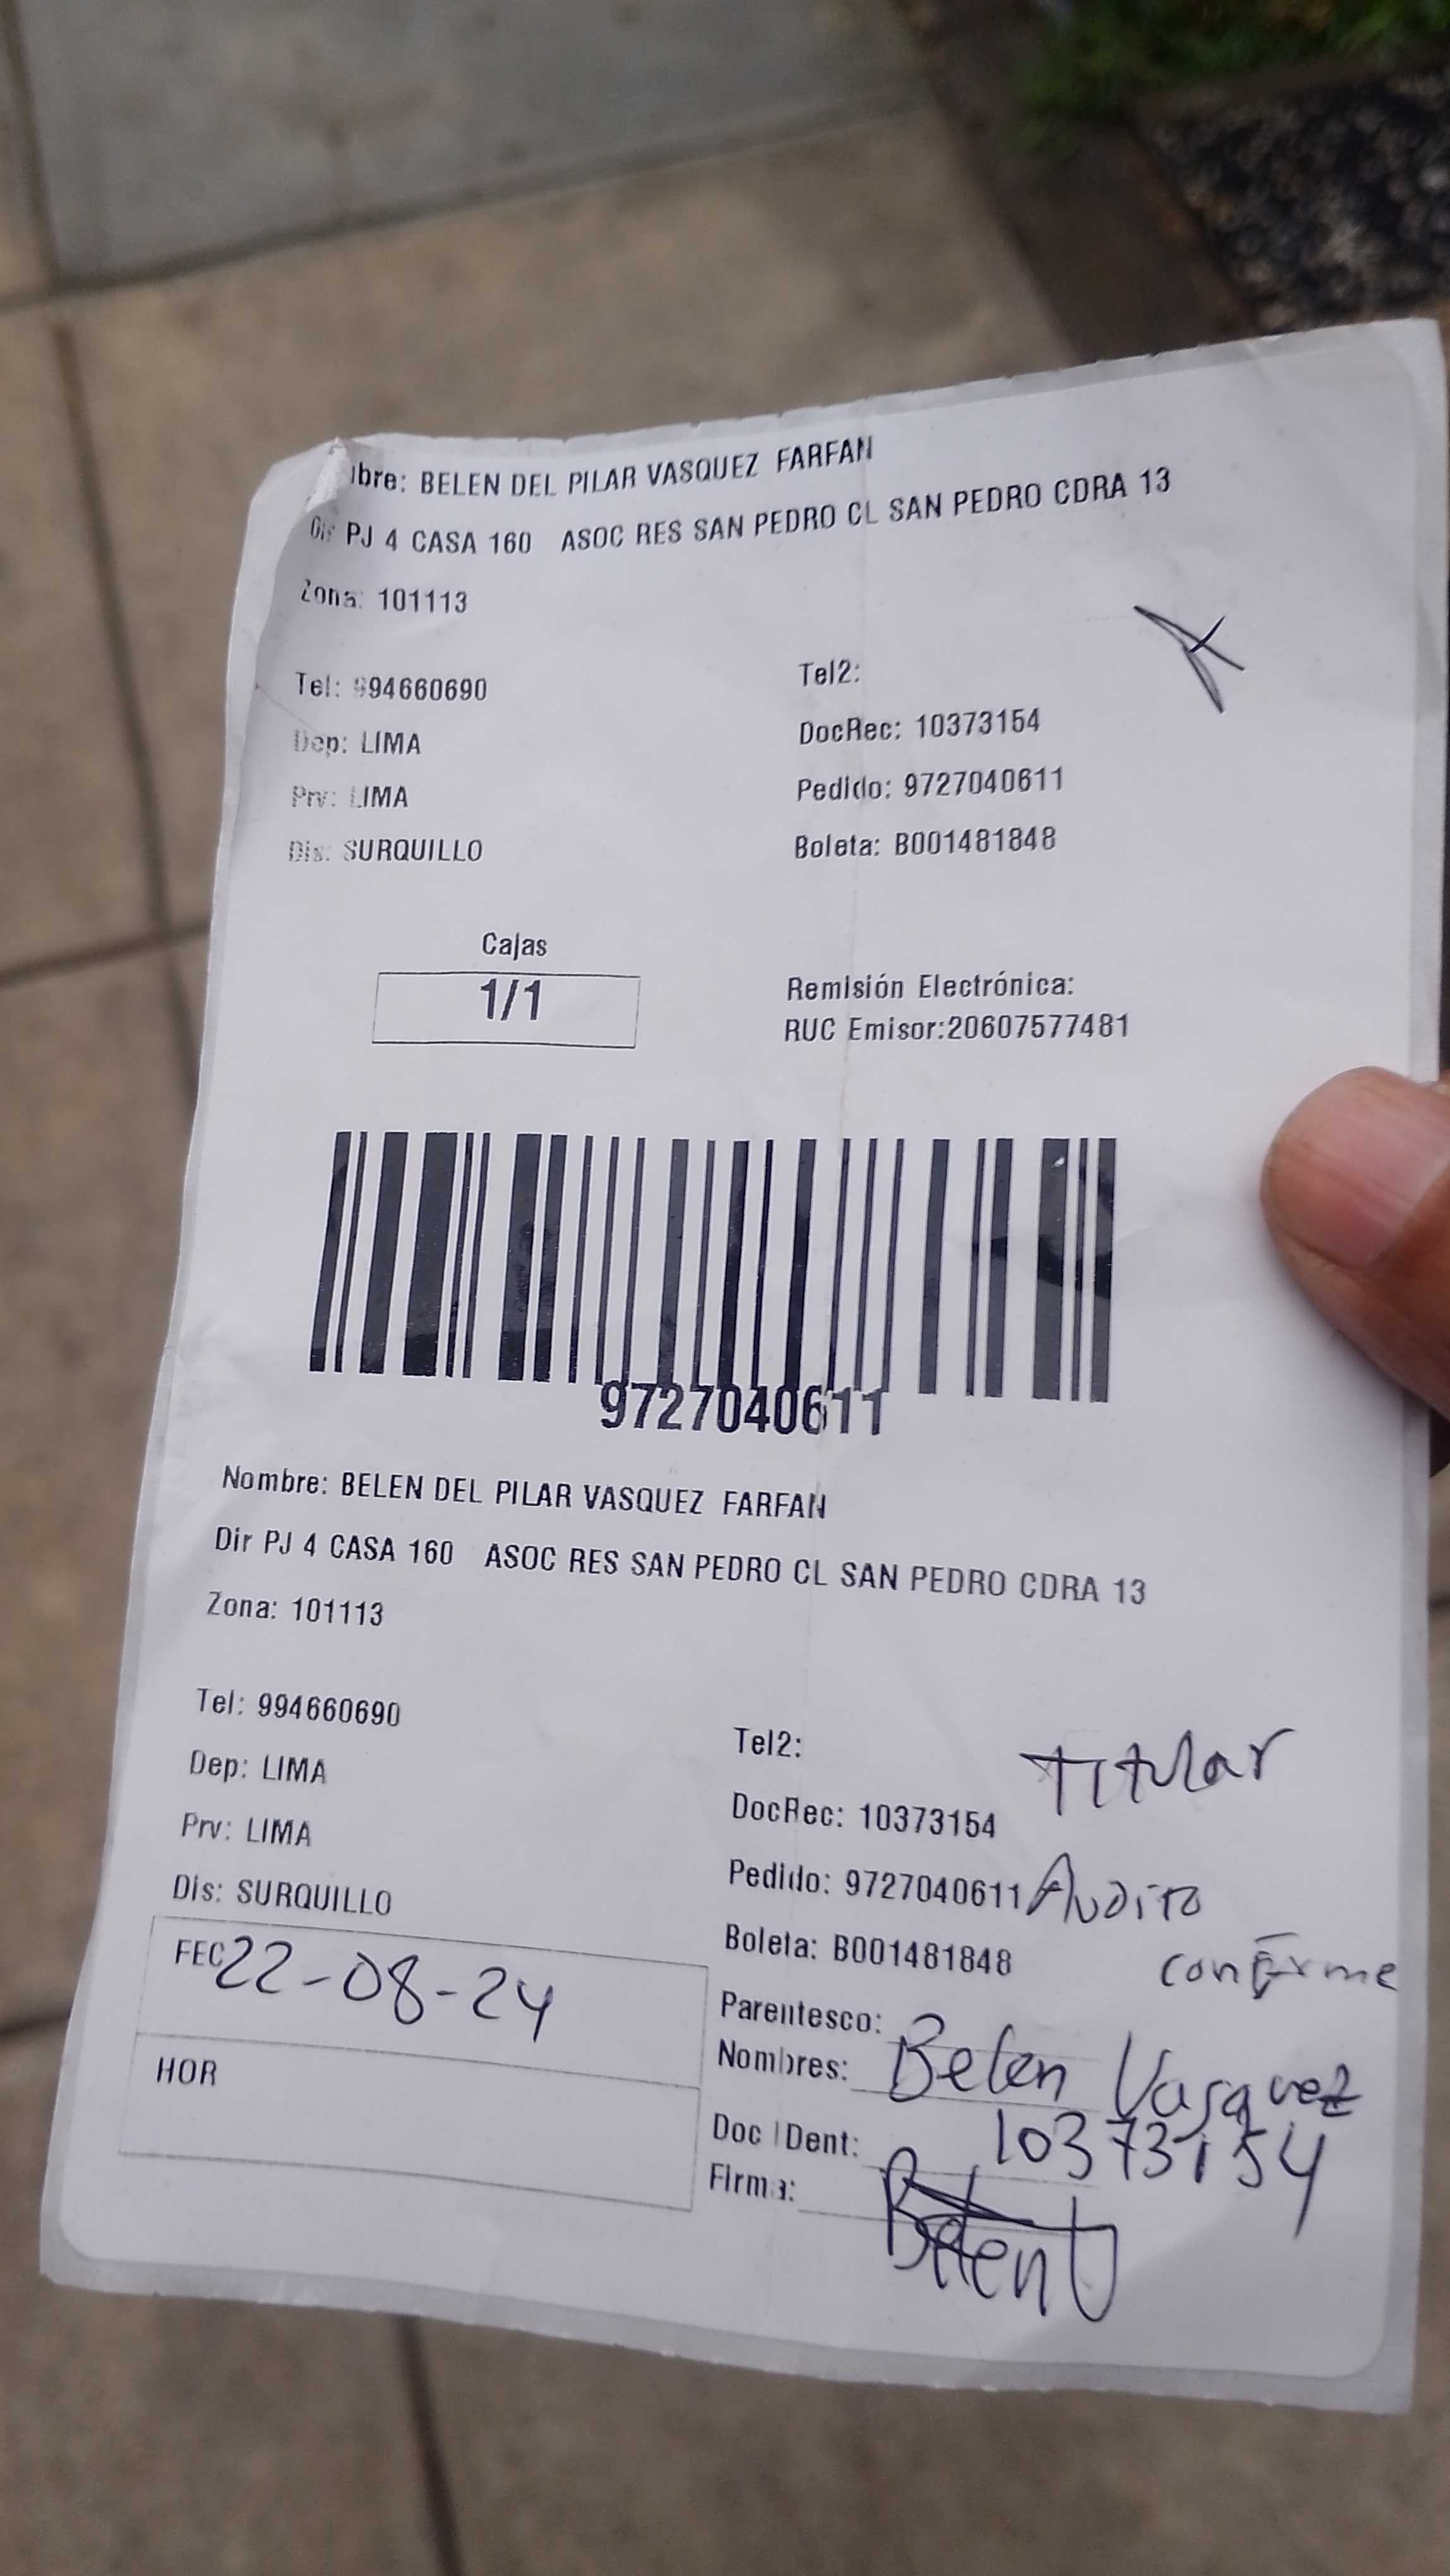 bre: BELEN DEL PILAR VASQUEZ FARFAN
Dir PJ 4 CASA 160 ASOC RES SAN PEDRO CL SAN PEDRO CDRA 13
Zona: 101113
Tel: 994660690
Tel2:
Dep: LIMA
DocRec: 10373154
Prv: LIMA
Pedido: 9727040611
Dis: SURQUILLO
Boleta: B001481848
Cajas
1/1
Remisión Electrónica:
RUC Emisor:20607577481
9727040611
Nombre: BELEN DEL PILAR VASQUEZ FARFAN
Dir PJ 4 CASA 160 ASOC RES SAN PEDRO CL SAN PEDRO CDRA 13
Zona: 101113
Tel: 994660690
Tel2:
Titular
Dep: LIMA
DocRec: 10373154
Prv: LIMA
Pedido: 9727040611
Dis: SURQUILLO
Boleta: B001481848
conforme
FEC 22-08-24
Parentesco:
Nombres: Belen Vasquez
HOR
Doc IDent: 10373154
Firma: Belen